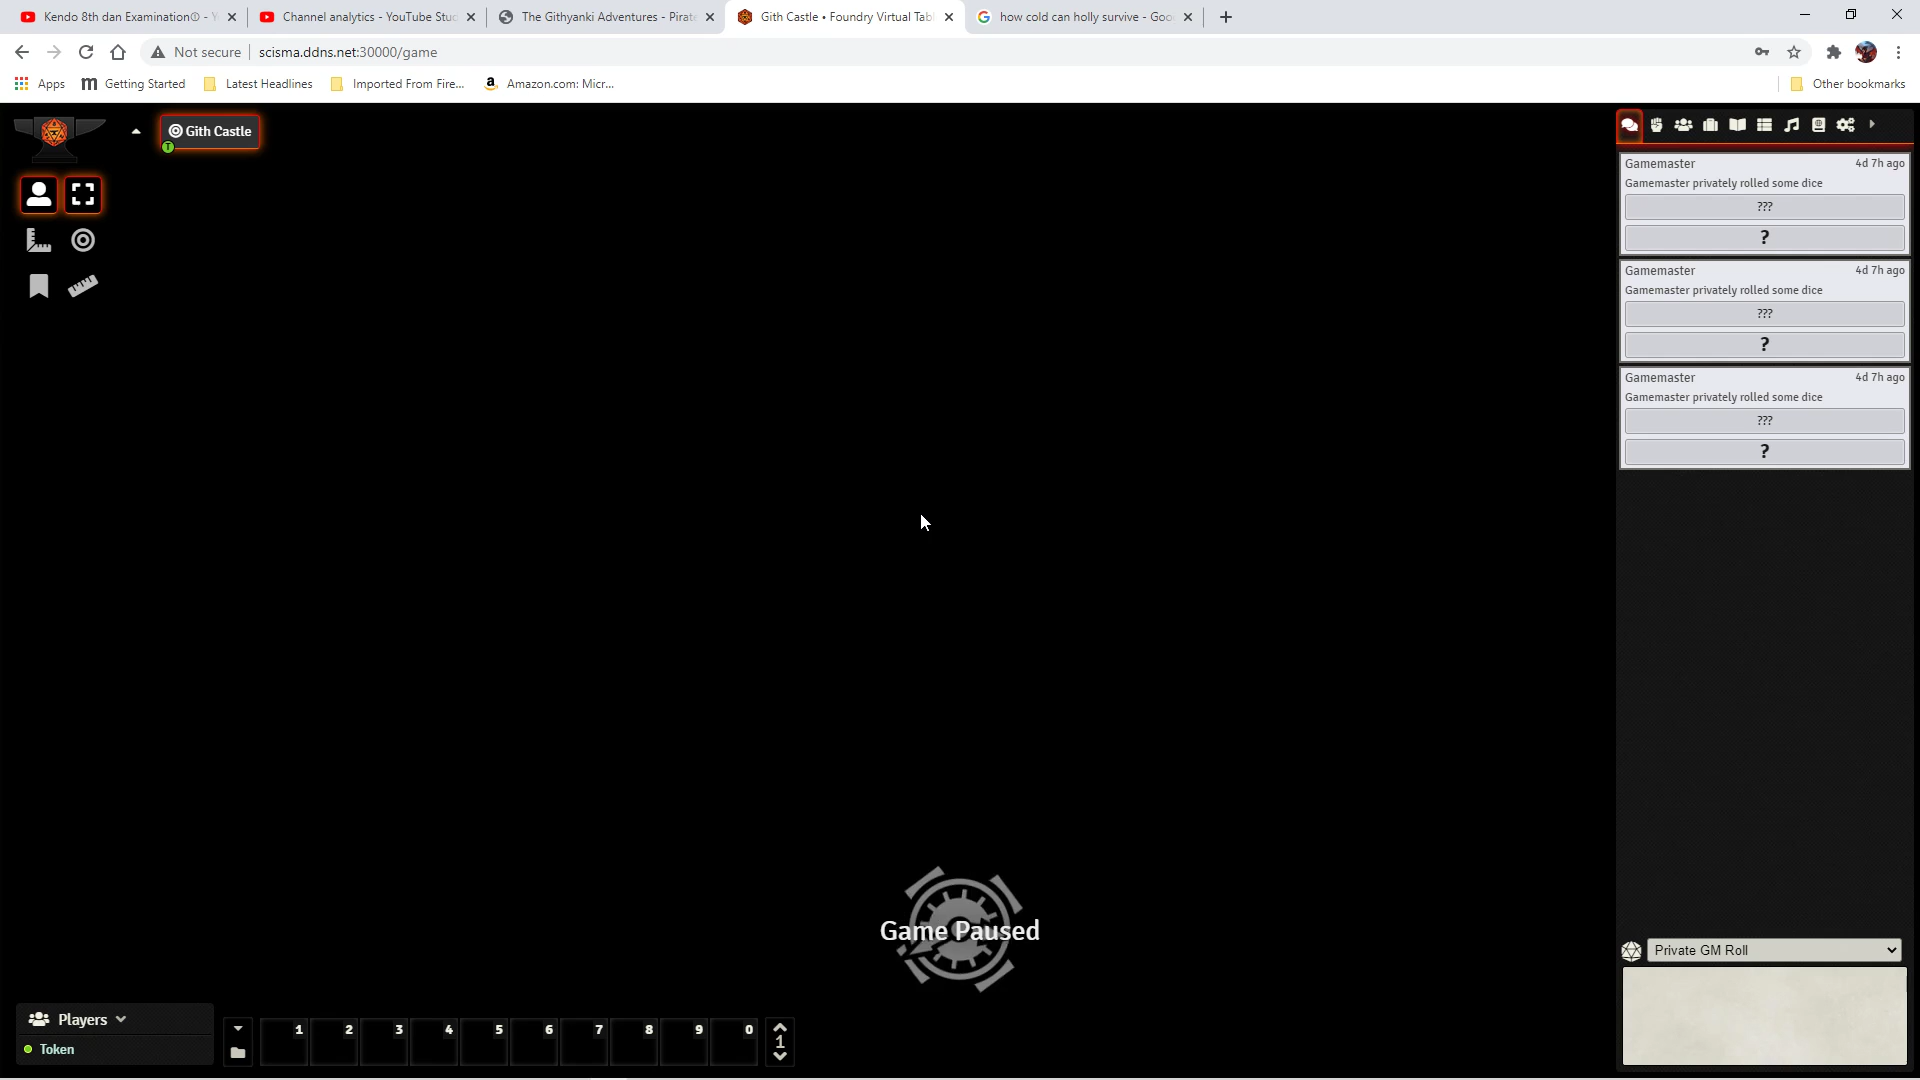 Kendo 8th dan Examination① - Y
Channel analytics - YouTube Stud
The Githyanki Adventures - Pirate
Gith Castle • Foundry Virtual Tabl
how cold can holly survive - Goo
Not secure
scisma.ddns.net:30000/game
Apps
Getting Started
Latest Headlines
Imported From Fire...
Amazon.com: Micr...
Other bookmarks
Gith Castle
T
Gamemaster
4d 7h ago
Gamemaster privately rolled some dice
???
?
Gamemaster
4d 7h ago
Gamemaster privately rolled some dice
???
?
Gamemaster
4d 7h ago
Gamemaster privately rolled some dice
???
?
Game Paused
Private GM Roll
Players
Token
1 2 3 4 5 6 7 8 9 0
1